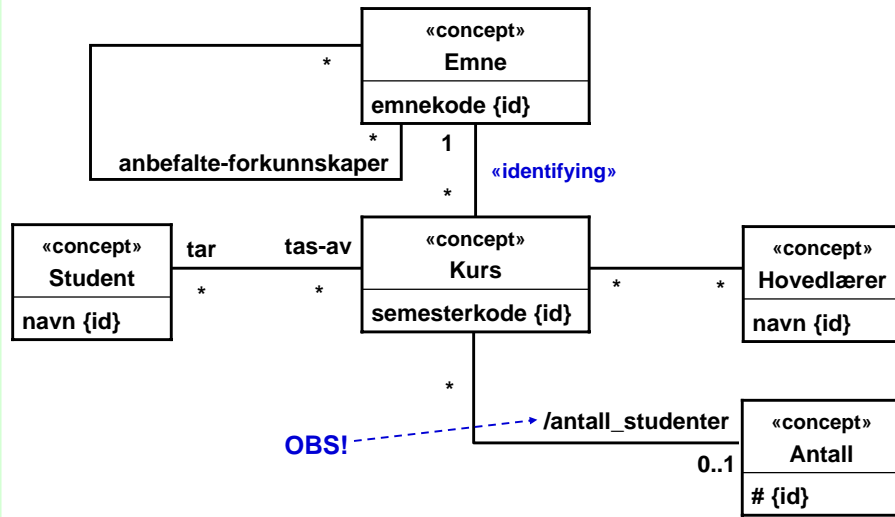 «concept»
Emne
*
emnekode {id}
*
1
anbefalte-forkunnskaper
«identifying»
*
«concept»
Student
navn {id}
tar
tas-av
*
*
«concept»
Kurs
semesterkode {id}
*
*
«concept»
Hovedlærer
navn {id}
*
/antall_studenter
OBS!
0..1
«concept»
Antall
# {id}